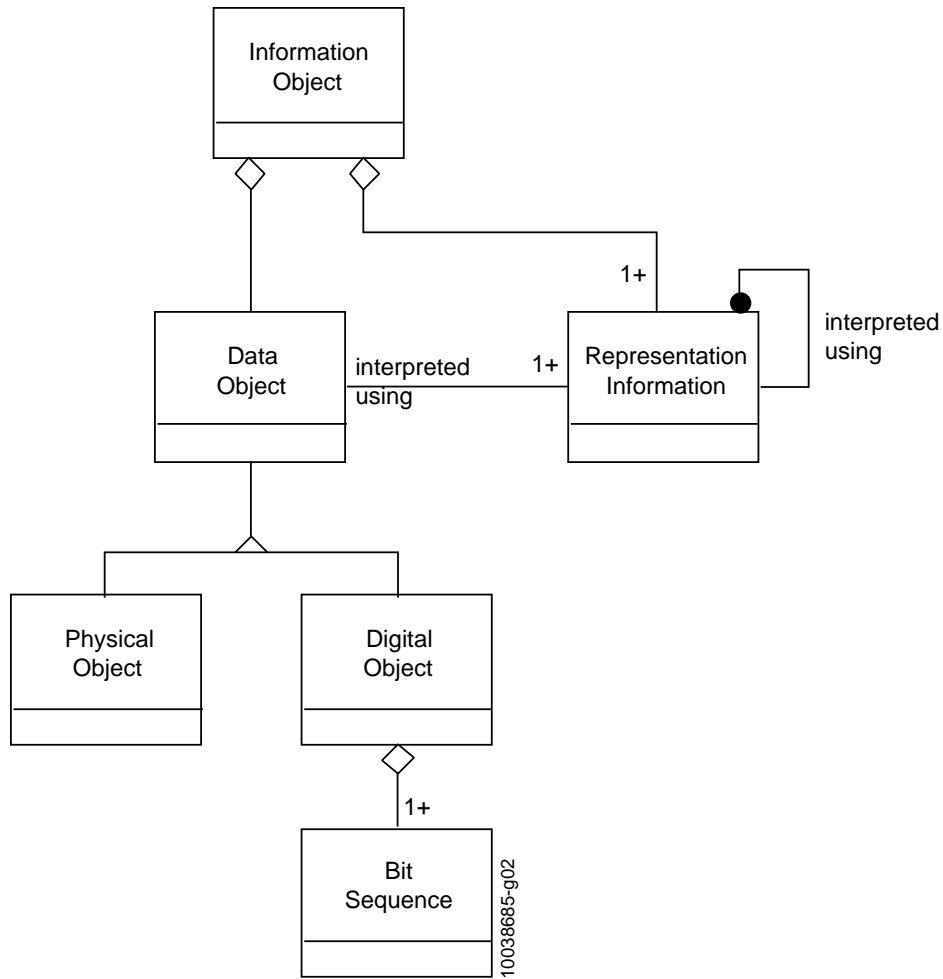 Information
Object
1+
interpreted
using
Data
Object
interpreted
using
1+
Representation
Information
Physical
Object
Digital
Object
1+
Bit
Sequence
10038685-g02